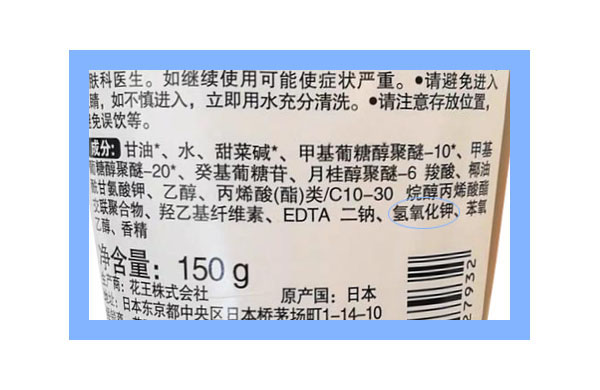 肤科医生。如继续使用可能使症状严重。●请避免进入
睛，如不慎进入，立即用水充分清洗。●请注意存放位置，
免误饮等。
成分：甘油*、水、甜菜碱*、甲基葡糖醇聚醚-10*、甲基
葡糖醇聚醚-20*、癸基葡糖苷、月桂醇聚醚-6 羧酸、椰油
酰甘氨酸钾、乙醇、丙烯酸(酯)类/C10-30 烷醇丙烯酸酯
交联聚合物、羟乙基纤维素、EDTA 二钠、氢氧化钾、苯氧
乙醇、香精
净含量：150g
生产商：花王株式会社 原产国：日本
地址：日本东京都中央区日本桥茅场町1-14-10
27932